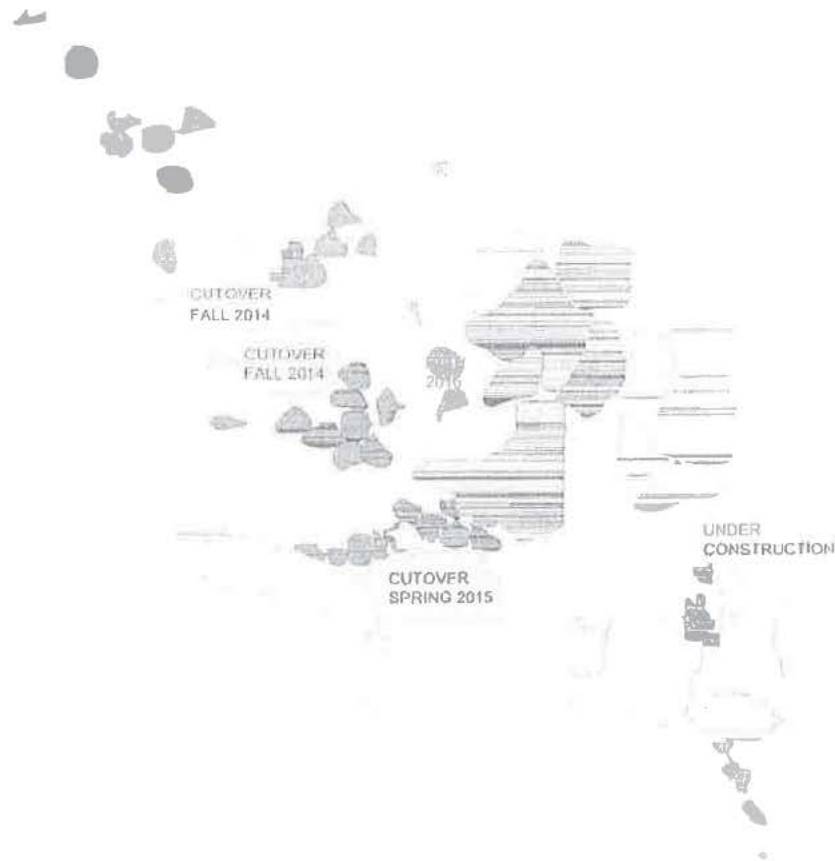 CUTOVER
FALL 2014
CUTOVER
FALL 2014
2016
UNDER
CONSTRUCTION
CUTOVER
SPRING 2015